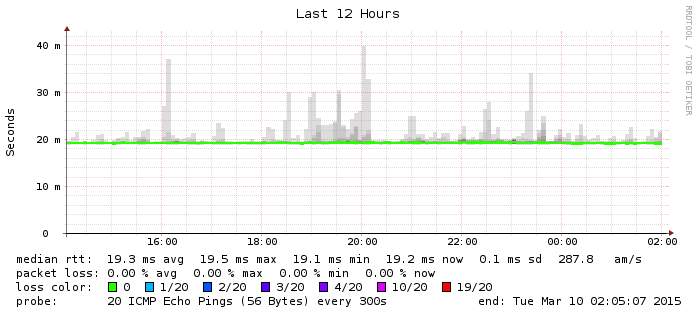 Last 12 Hours
RRDTOOL / TOBI OETIKER
Seconds
40 m
30 m
20 m
10 m
0
16:00 18:00 20:00 22:00 00:00 02:00
median rtt: 19.3 ms avg 19.5 ms max 19.1 ms min 19.2 ms now 0.1 ms sd 287.8 am/s
packet loss: 0.00 % avg 0.00 % max 0.00 % min 0.00 % now
loss color: 0 1/20 2/20 3/20 4/20 10/20 19/20
probe: 20 ICMP Echo Pings (56 Bytes) every 300s end: Tue Mar 10 02:05:07 2015